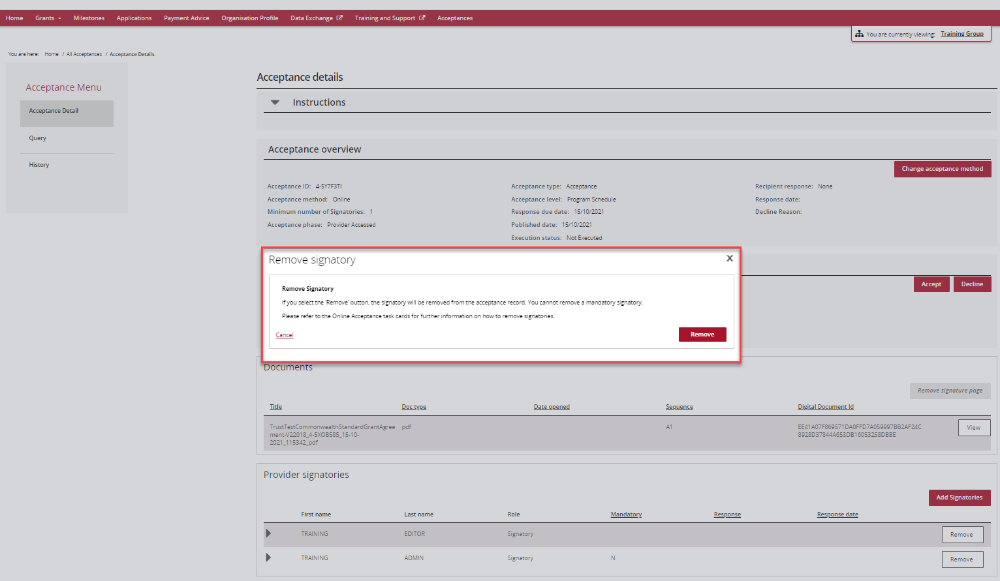 Home Grants Milestones Applications Payment Advice Organisation Profile Data Exchange Training and Support Acceptances
You are currently viewing: Training Group
You are here: Home / All Acceptances / Acceptance Details
Acceptance Menu
Acceptance Detail
Query
History
Acceptance details
Instructions
Acceptance overview
Change acceptance method
Acceptance ID: 4-5Y7F3TI Acceptance type: Acceptance Recipient response: None
Acceptance method: Online Acceptance level: Program Schedule Response date:
Minimum number of Signatories: 1 Response due date: 15/10/2021 Decline Reason:
Acceptance phase: Provider Accessed Published date: 15/10/2021
Execution status: Not Executed
Remove signatory X
Accept Decline
Remove Signatory
If you select the 'Remove' button, the signatory will be removed from the acceptance record. You cannot remove a mandatory signatory.
Please refer to the Online Acceptance task cards for further information on how to remove signatories.
Cancel Remove
Documents
Remove signature page
Title Doc type Date opened Sequence Digital Document Id
TrustTestCommonwealthStandardGrantAgree pdf A1 EE41A07F869571DA0FFD7A059997BB2AF24C View
ment-V22018_4-5XOB585_15-10- 8928D37844A653DB16053258DBBE
2021_115342_pdf
Provider signatories
Add Signatories
First name Last name Role Mandatory Response Response date
TRAINING EDITOR Signatory Remove
TRAINING ADMIN Signatory N Remove